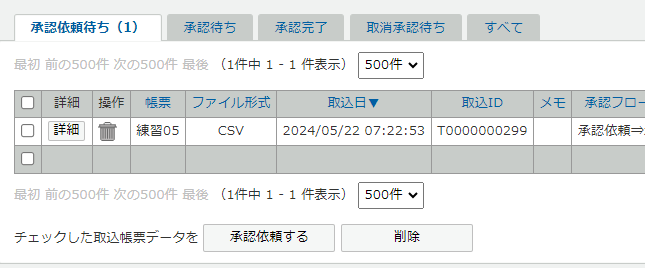 承認依頼待ち（1） 承認待ち 承認完了 取消承認待ち すべて
最初 前の500件 次の500件 最後 （1件中 1 - 1 件表示） 500件
詳細 操作 帳票 ファイル形式 取込日▼ 取込ID メモ 承認フロー
詳細 練習05 CSV 2024/05/22 07:22:53 T0000000299 承認依頼⇒
最初 前の500件 次の500件 最後 （1件中 1 - 1 件表示） 500件
チェックした取込帳票データを 承認依頼する 削除